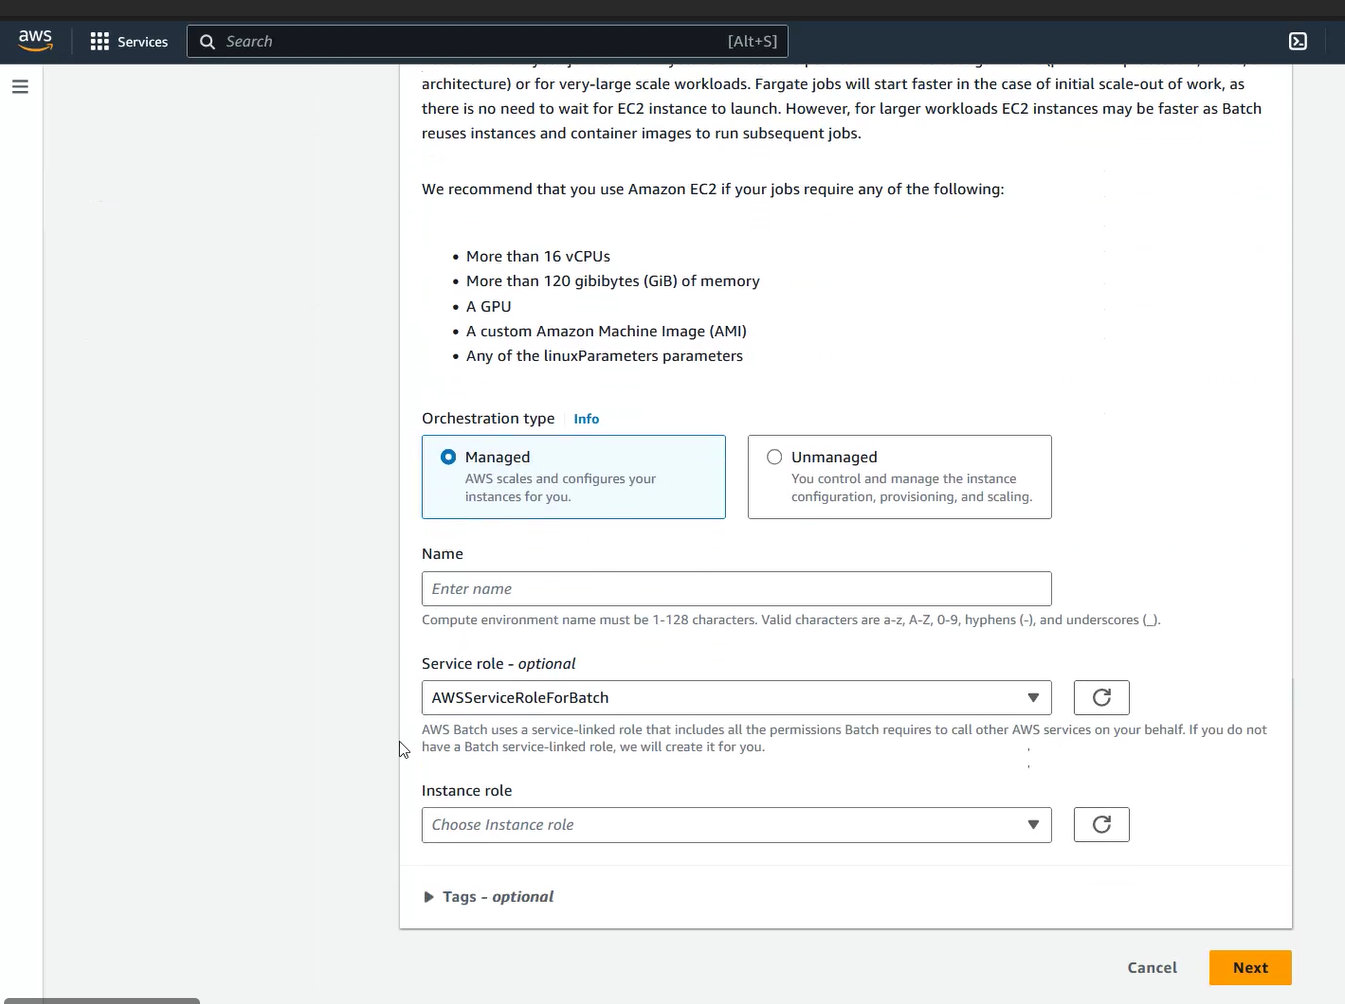 aws
Services
Search
[Alt+S]
architecture) or for very-large scale workloads. Fargate jobs will start faster in the case of initial scale-out of work, as
there is no need to wait for EC2 instance to launch. However, for larger workloads EC2 instances may be faster as Batch
reuses instances and container images to run subsequent jobs.
We recommend that you use Amazon EC2 if your jobs require any of the following:
• More than 16 vCPUs
• More than 120 gibibytes (GiB) of memory
• A GPU
• A custom Amazon Machine Image (AMI)
• Any of the linuxParameters parameters
Orchestration type Info
Managed
AWS scales and configures your
instances for you.
Unmanaged
You control and manage the instance
configuration, provisioning, and scaling.
Name
Enter name
Compute environment name must be 1-128 characters. Valid characters are a-z, A-Z, 0-9, hyphens (-), and underscores (_).
Service role - optional
AWSServiceRoleForBatch
AWS Batch uses a service-linked role that includes all the permissions Batch requires to call other AWS services on your behalf. If you do not
have a Batch service-linked role, we will create it for you.
Instance role
Choose Instance role
Tags - optional
Cancel
Next